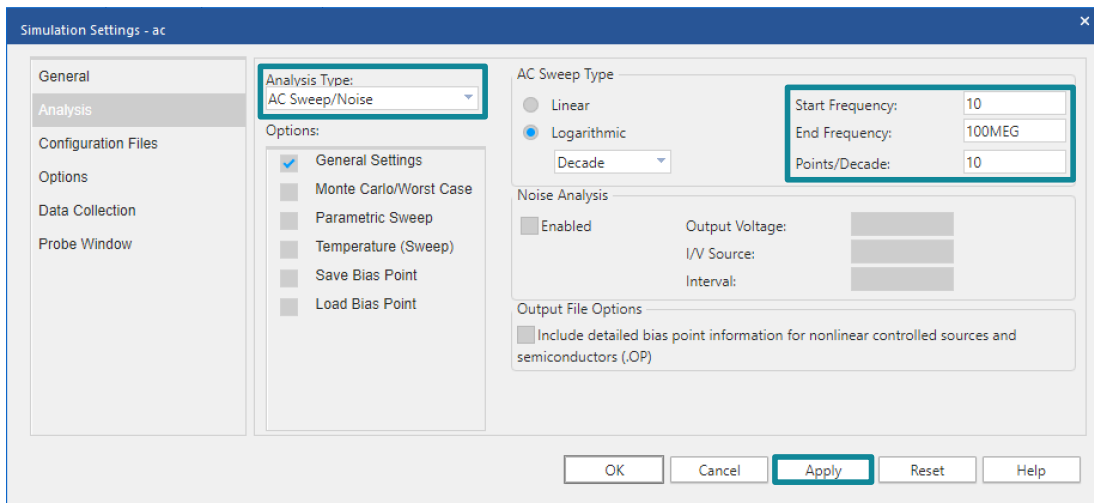 Simulation Settings - ac
×
General
Analysis
Configuration Files
Options
Data Collection
Probe Window
Analysis Type:
AC Sweep/Noise
Options:
General Settings
Monte Carlo/Worst Case
Parametric Sweep
Temperature (Sweep)
Save Bias Point
Load Bias Point
AC Sweep Type
Linear
Logarithmic
Decade
Start Frequency: 10
End Frequency: 100MEG
Points/Decade: 10
Noise Analysis
Enabled
Output Voltage:
I/V Source:
Interval:
Output File Options
Include detailed bias point information for nonlinear controlled sources and
semiconductors (.OP)
OK Cancel Apply Reset Help